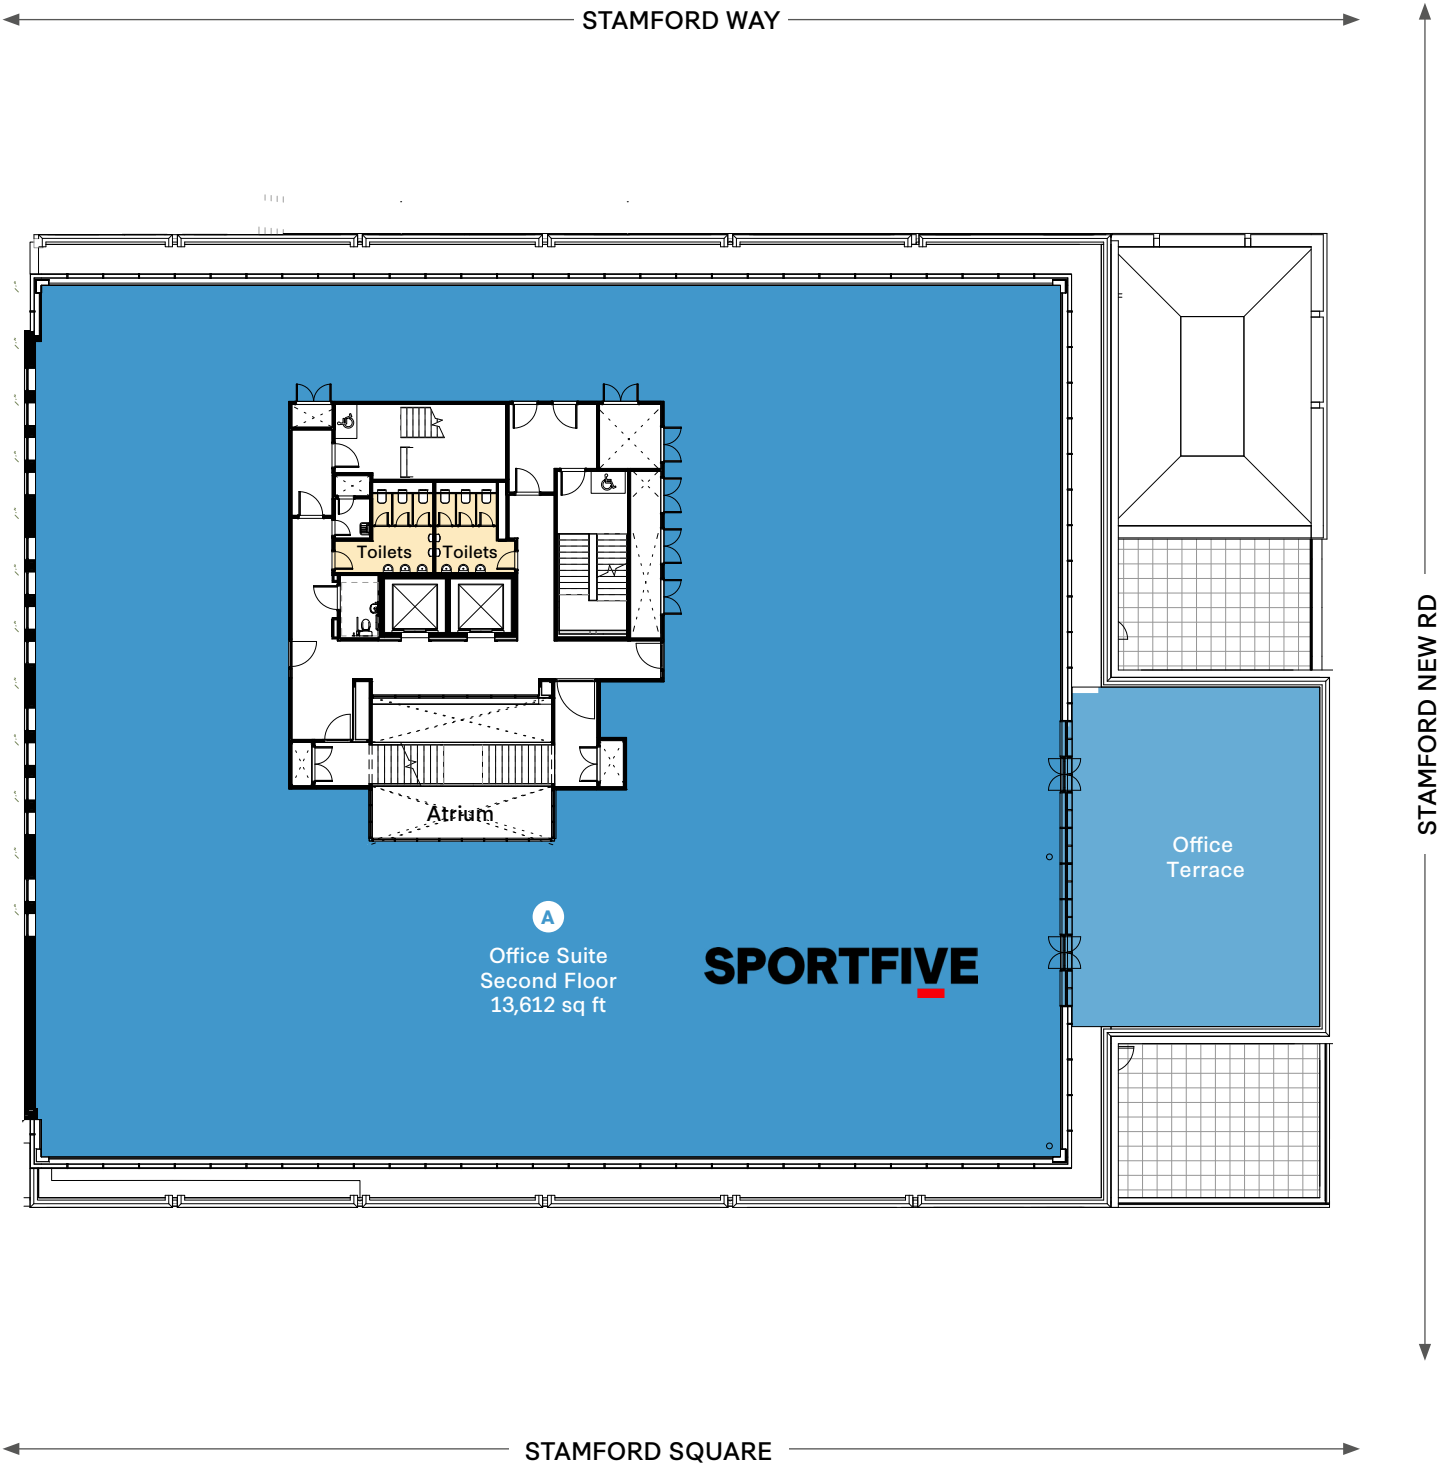 STAMFORD WAY
STAMFORD NEW RD
Toilets
Toilets
Atrium
Office
Terrace
A
Office Suite
Second Floor
13,612 sq ft
SPORTFIVE
STAMFORD SQUARE